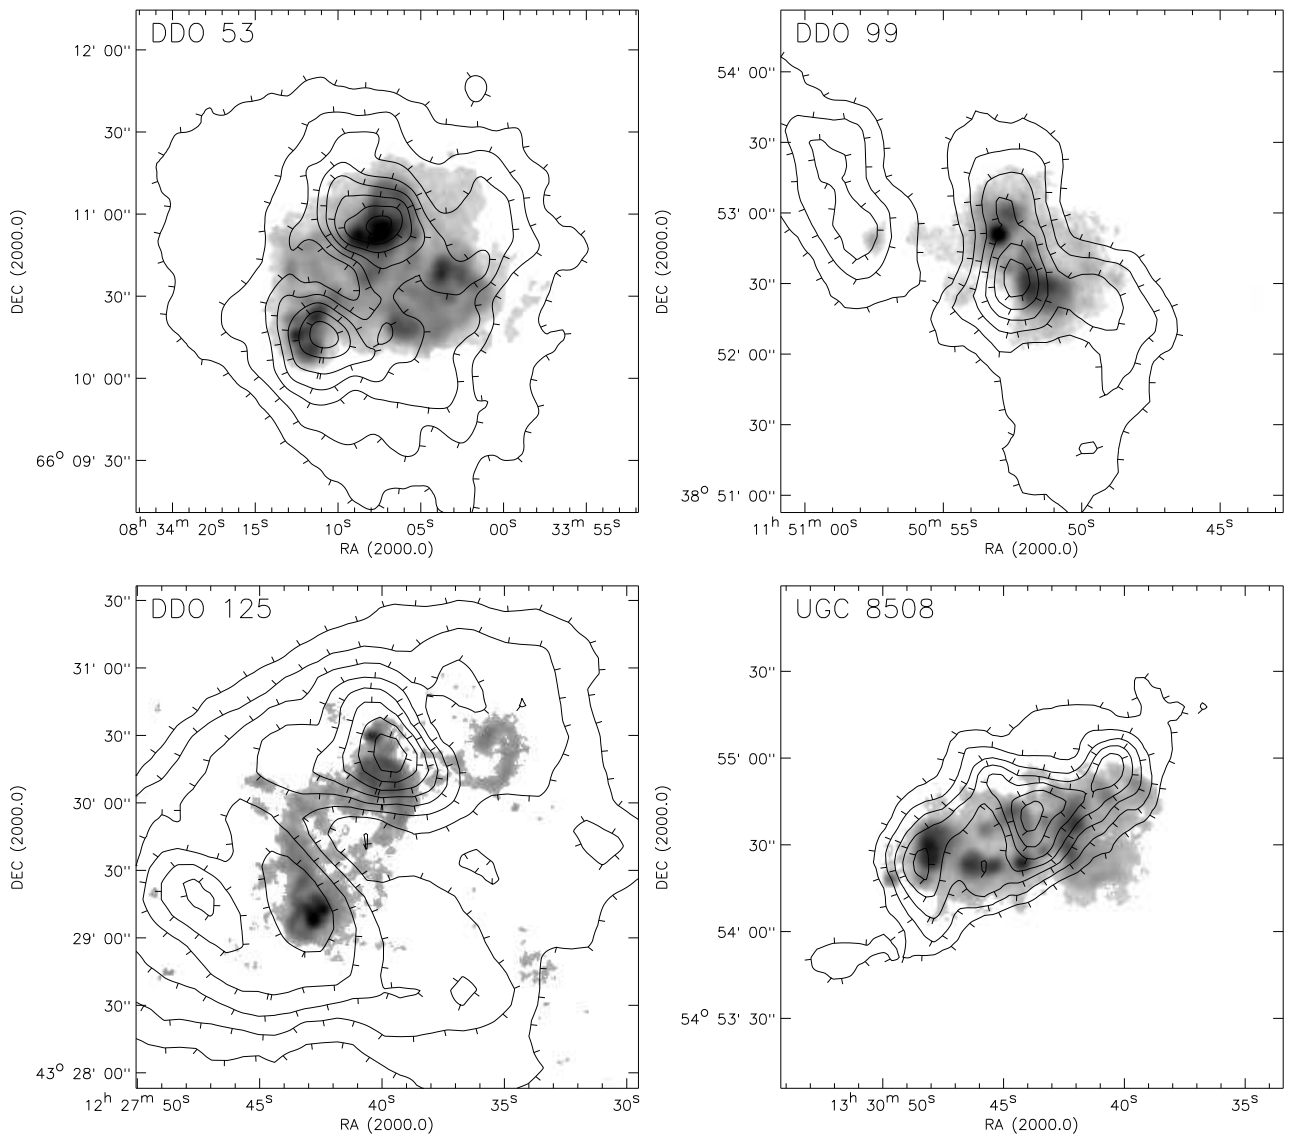 DDO 53
12' 00''
30''
11' 00''
30''
10' 00''
66° 09' 30''
DEC (2000.0)
08ʰ 34ᵐ 20ˢ 15ˢ 10ˢ 05ˢ 00ˢ 33ᵐ 55ˢ
RA (2000.0)
DDO 99
54' 00''
30''
53' 00''
30''
52' 00''
30''
38° 51' 00''
DEC (2000.0)
11ʰ 51ᵐ 00ˢ 50ᵐ 55ˢ 50ˢ 45ˢ
RA (2000.0)
DDO 125
30''
31' 00''
30''
30' 00''
30''
29' 00''
30''
43° 28' 00''
DEC (2000.0)
12ʰ 27ᵐ 50ˢ 45ˢ 40ˢ 35ˢ 30ˢ
RA (2000.0)
UGC 8508
30''
55' 00''
30''
54' 00''
54° 53' 30''
DEC (2000.0)
13ʰ 30ᵐ 50ˢ 45ˢ 40ˢ 35ˢ
RA (2000.0)